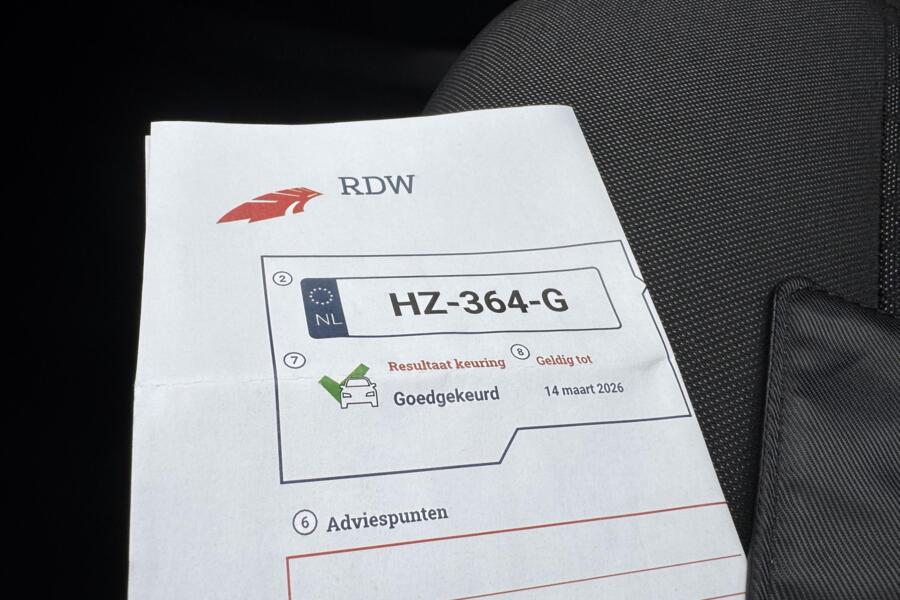 RDW
2
NL HZ-364-G
7 Resultaat keuring 8 Geldig tot
Goedgekeurd 14 maart 2026
6 Adviespunten